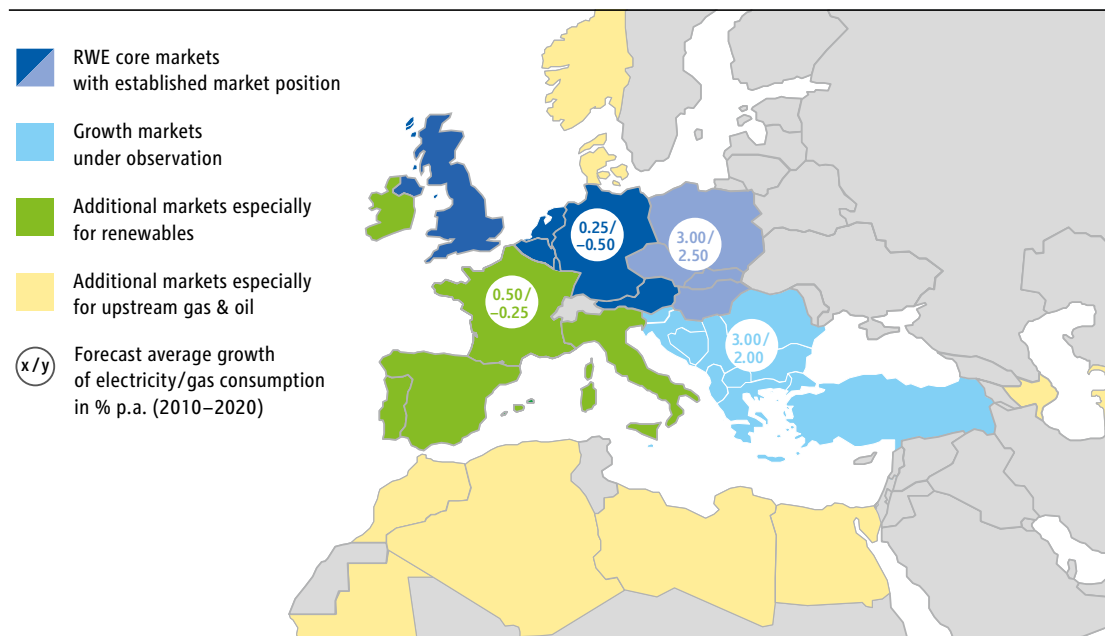 RWE core markets
with established market position
Growth markets
under observation
Additional markets especially
for renewables
Additional markets especially
for upstream gas & oil
x/y
Forecast average growth
of electricity/gas consumption
in % p.a. (2010–2020)
0.25/
–0.50
3.00/
2.50
0.50/
–0.25
3.00/
2.00